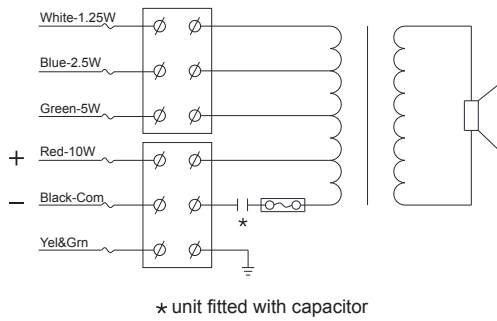 White-1.25W
Blue-2.5W
Green-5W
+ Red-10W
− Black-Com
*
Yel&Grn
* unit fitted with capacitor